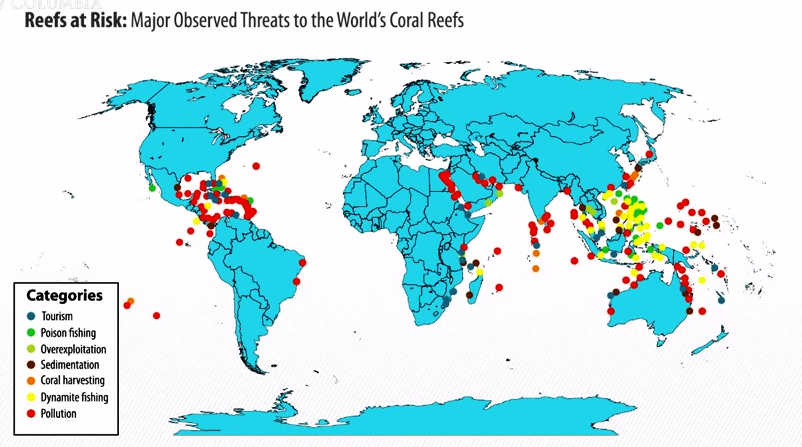 Y COLUMBIA
Reefs at Risk: Major Observed Threats to the World's Coral Reefs
Categories
Tourism
Poison fishing
Overexploitation
Sedimentation
Coral harvesting
Dynamite fishing
Pollution